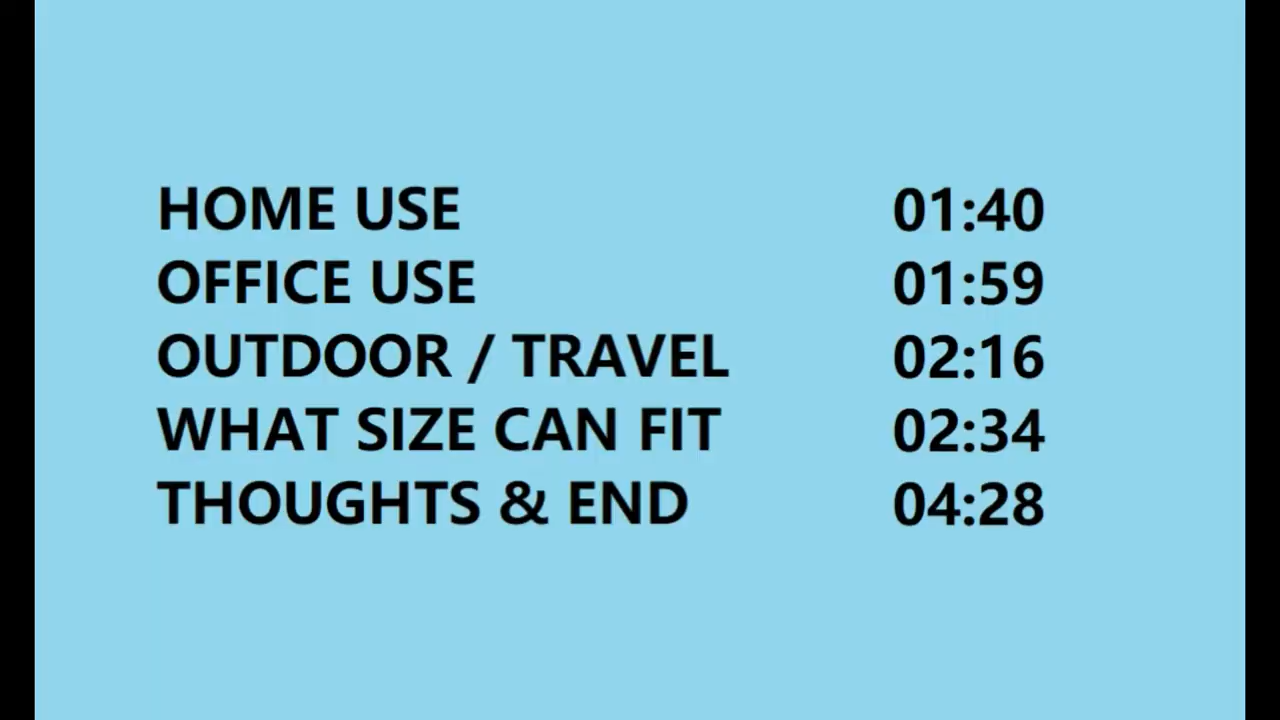 HOME USE 01:40
OFFICE USE 01:59
OUTDOOR / TRAVEL 02:16
WHAT SIZE CAN FIT 02:34
THOUGHTS & END 04:28